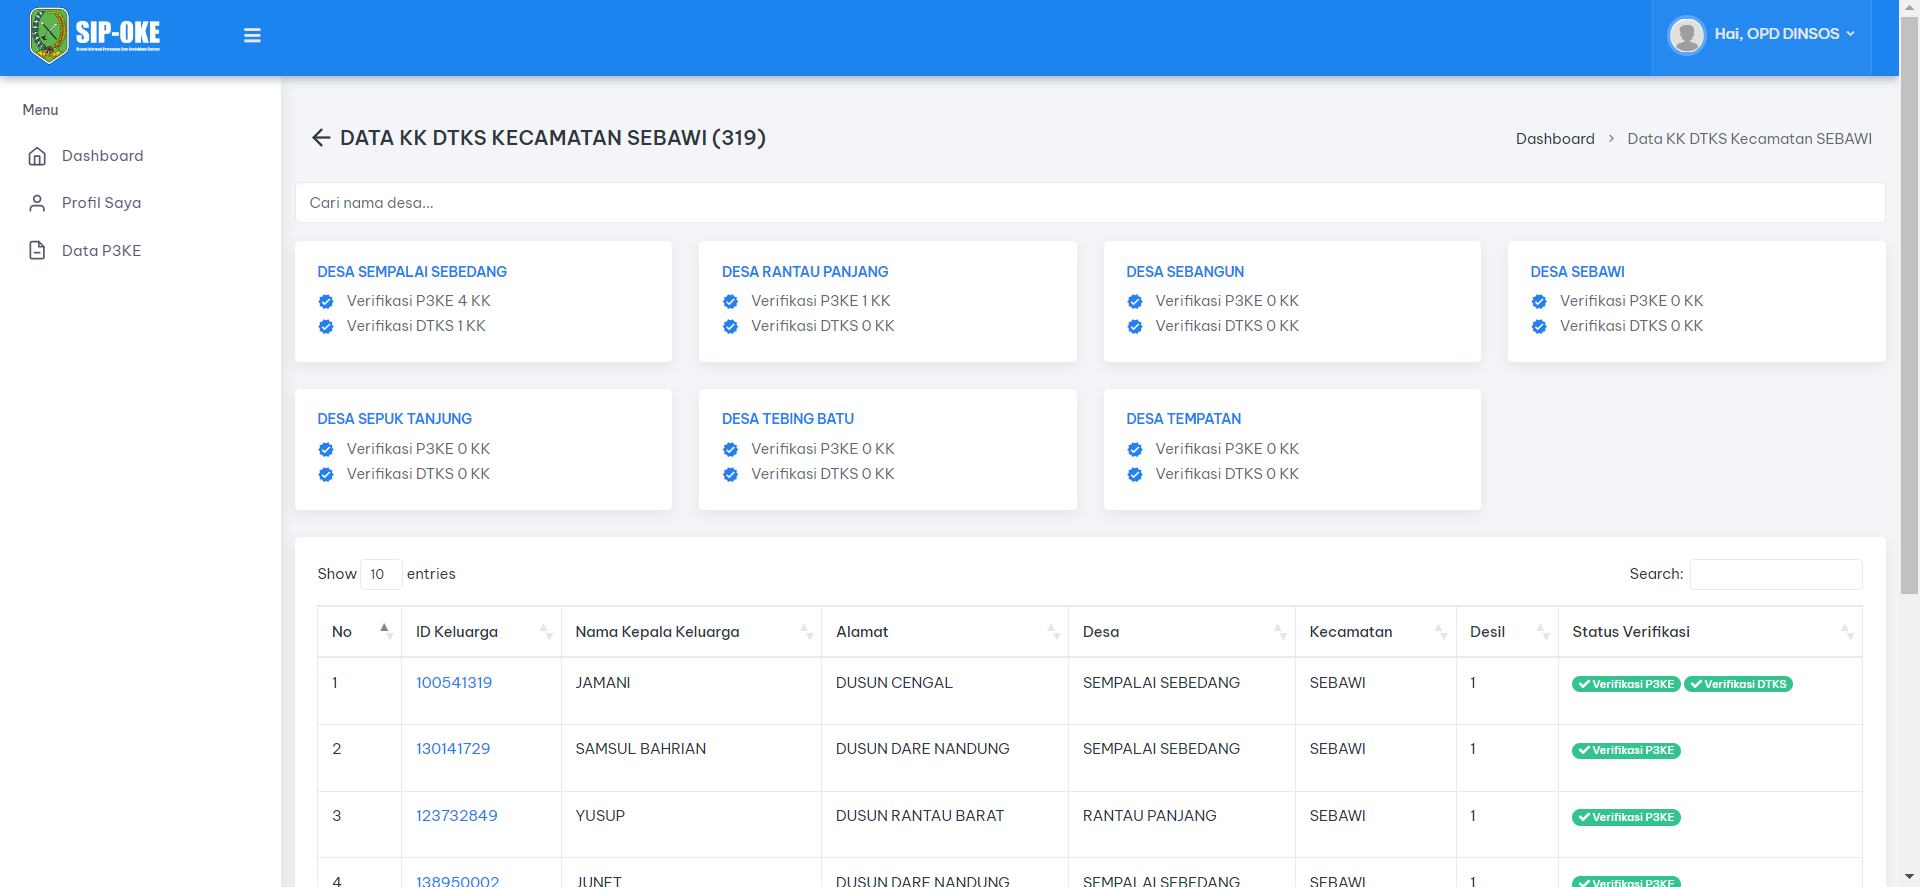 SIP-OKE
Hai, OPD DINSOS
Menu
Dashboard
Profil Saya
Data P3KE
DATA KK DTKS KECAMATAN SEBAWI (319)
Dashboard > Data KK DTKS Kecamatan SEBAWI
Cari nama desa...
DESA SEMPALAI SEBEDANG
Verifikasi P3KE 4 KK
Verifikasi DTKS 1 KK
DESA RANTAU PANJANG
Verifikasi P3KE 1 KK
Verifikasi DTKS 0 KK
DESA SEBANGUN
Verifikasi P3KE 0 KK
Verifikasi DTKS 0 KK
DESA SEBAWI
Verifikasi P3KE 0 KK
Verifikasi DTKS 0 KK
DESA SEPUK TANJUNG
Verifikasi P3KE 0 KK
Verifikasi DTKS 0 KK
DESA TEBING BATU
Verifikasi P3KE 0 KK
Verifikasi DTKS 0 KK
DESA TEMPATAN
Verifikasi P3KE 0 KK
Verifikasi DTKS 0 KK
Show 10 entries
Search:
No ID Keluarga Nama Kepala Keluarga Alamat Desa Kecamatan Desil Status Verifikasi
1 100541319 JAMANI DUSUN CENGAL SEMPALAI SEBEDANG SEBAWI 1 Verifikasi P3KE Verifikasi DTKS
2 130141729 SAMSUL BAHRIAN DUSUN DARE NANDUNG SEMPALAI SEBEDANG SEBAWI 1 Verifikasi P3KE
3 123732849 YUSUP DUSUN RANTAU BARAT RANTAU PANJANG SEBAWI 1 Verifikasi P3KE
4 138950002 JUNET DUSUN DARE NANDUNG SEMPALAI SEBEDANG SEBAWI 1 Verifikasi P3KE